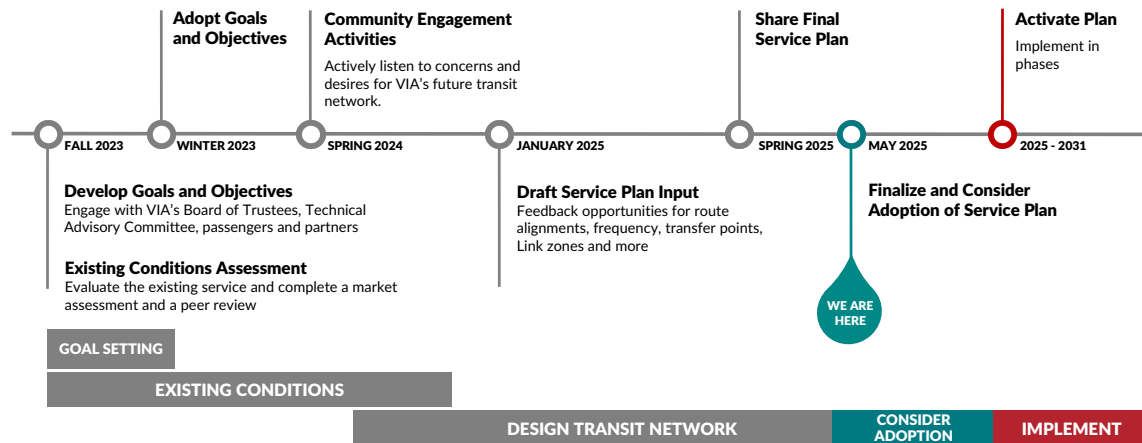 Adopt Goals
and Objectives
Community Engagement
Activities
Actively listen to concerns and
desires for VIA's future transit
network.
Share Final
Service Plan
Activate Plan
Implement in
phases
FALL 2023
WINTER 2023
SPRING 2024
JANUARY 2025
SPRING 2025
MAY 2025
2025 - 2031
Develop Goals and Objectives
Engage with VIA's Board of Trustees, Technical
Advisory Committee, passengers and partners
Existing Conditions Assessment
Evaluate the existing service and complete a market
assessment and a peer review
Draft Service Plan Input
Feedback opportunities for route
alignments, frequency, transfer points,
Link zones and more
Finalize and Consider
Adoption of Service Plan
WE ARE
HERE
GOAL SETTING
EXISTING CONDITIONS
DESIGN TRANSIT NETWORK
CONSIDER
ADOPTION
IMPLEMENT